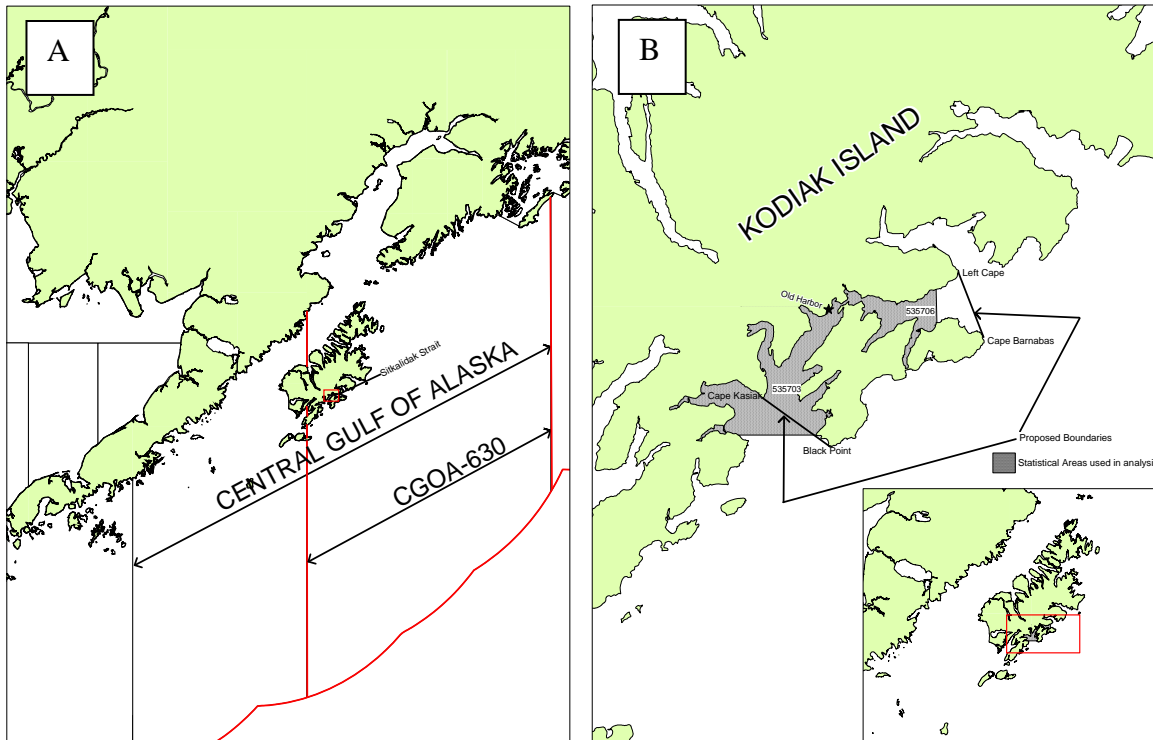 A
Sitkalidak Strait
CENTRAL GULF OF ALASKA
CGOA-630
B
KODIAK ISLAND
Left Cape
Old Harbor
535706
Cape Barnabas
535703
Cape Kasiak
Proposed Boundaries
Black Point
Statistical Areas used in analysis